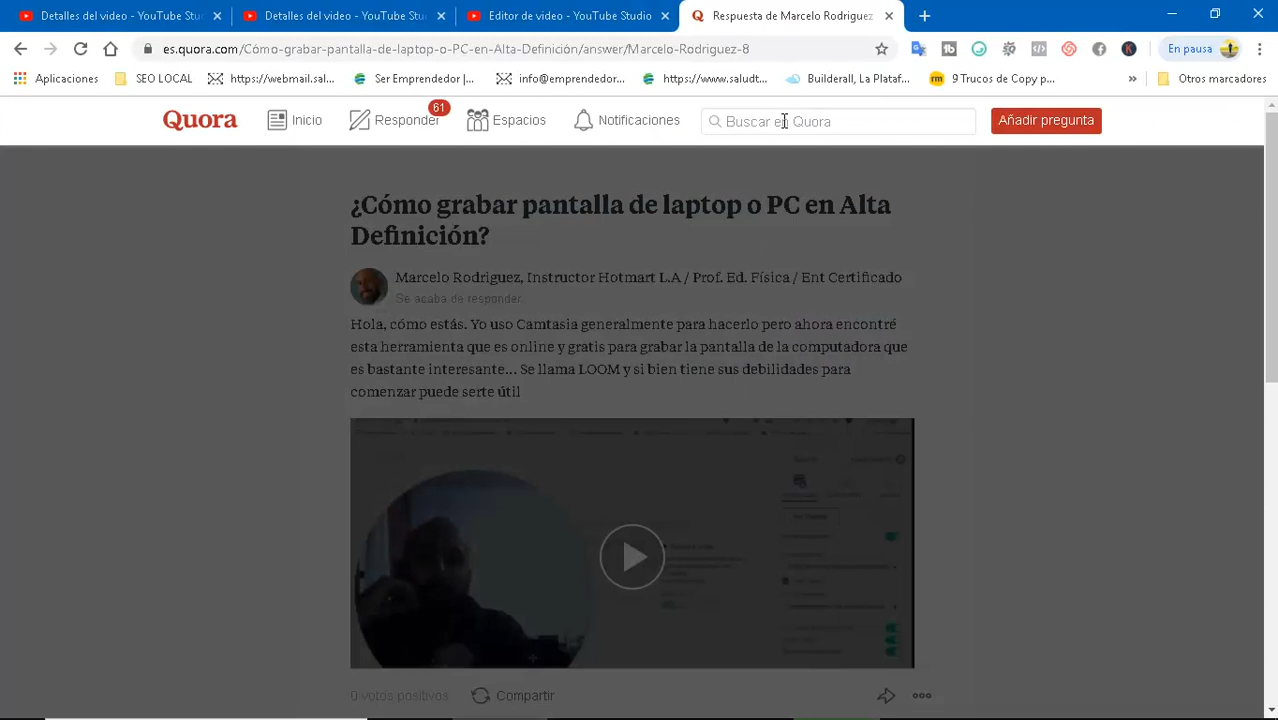 Detalles del video - YouTube Stu
Detalles del video - YouTube Stu
Editor de video - YouTube Studio
Respuesta de Marcelo Rodriguez
es.quora.com/Cómo-grabar-pantalla-de-laptop-o-PC-en-Alta-Definición/answer/Marcelo-Rodriguez-8
En pausa
Aplicaciones
SEO LOCAL
https://webmail.sal...
Ser Emprendedor |...
info@emprendedor...
https://www.saludt...
Builderall, La Plataf...
9 Trucos de Copy p...
»
Otros marcadores
Quora
Inicio
Responder
61
Espacios
Notificaciones
Buscar en Quora
Añadir pregunta
¿Cómo grabar pantalla de laptop o PC en Alta
Definición?
Marcelo Rodriguez, Instructor Hotmart L.A / Prof. Ed. Física / Ent Certificado
Se acaba de responder.
Hola, cómo estás. Yo uso Camtasia generalmente para hacerlo pero ahora encontré
esta herramienta que es online y gratis para grabar la pantalla de la computadora que
es bastante interesante... Se llama LOOM y si bien tiene sus debilidades para
comenzar puede serte útil
0 votos positivos
Compartir